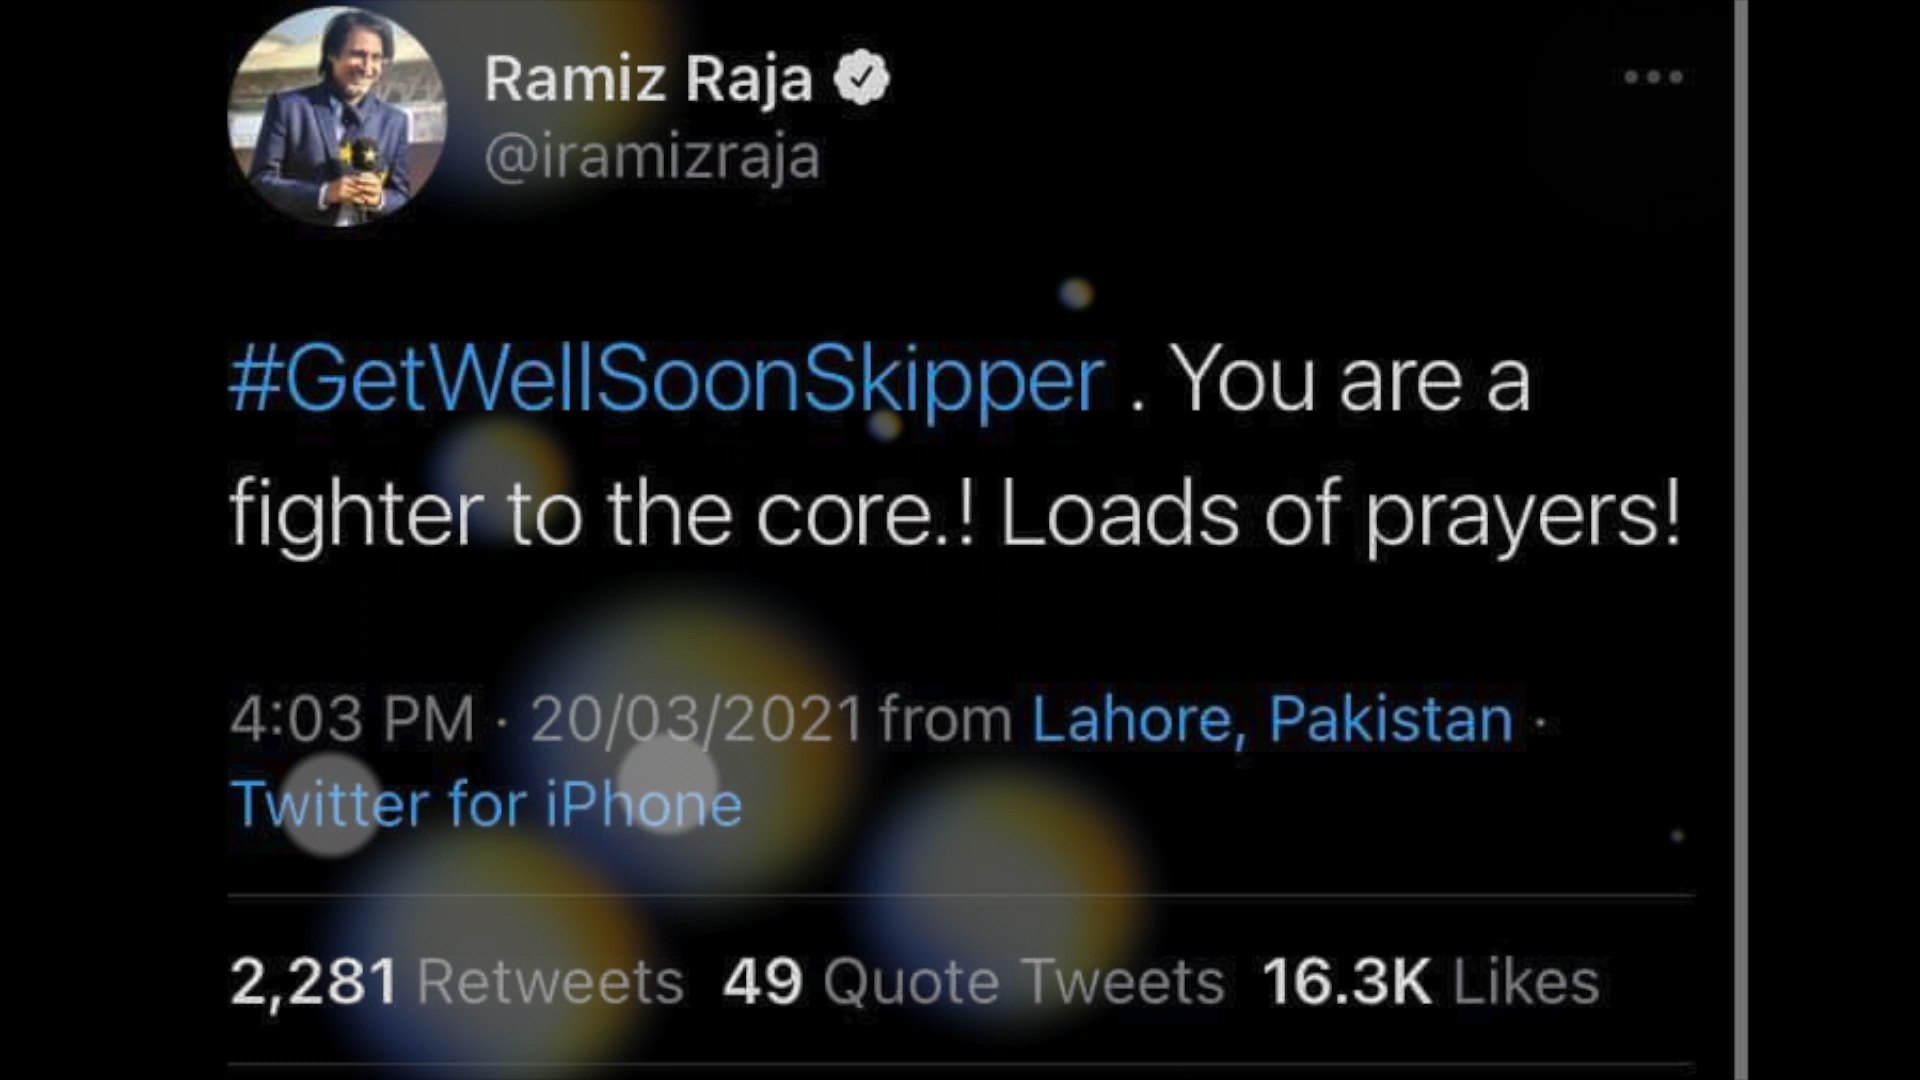 Ramiz Raja
@iramizraja
#GetWellSoonSkipper . You are a
fighter to the core.! Loads of prayers!
4:03 PM · 20/03/2021 from Lahore, Pakistan ·
Twitter for iPhone
2,281 Retweets 49 Quote Tweets 16.3K Likes